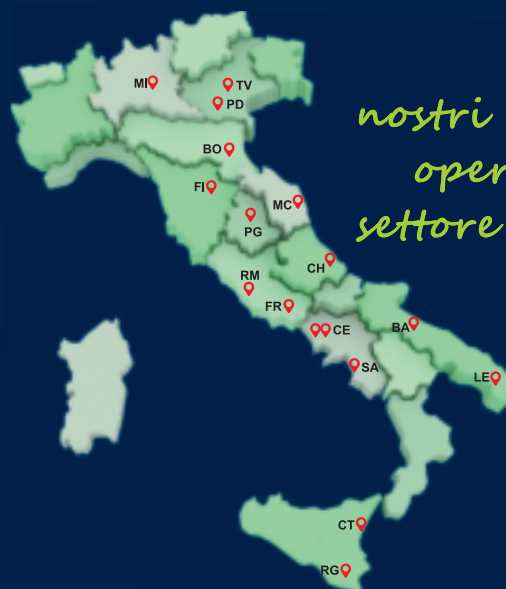 MI
TV
PD
nostri
BO
oper
FI
MC
settore
PG
CH
RM
FR
CE
BA
SA
LE
CT
RG